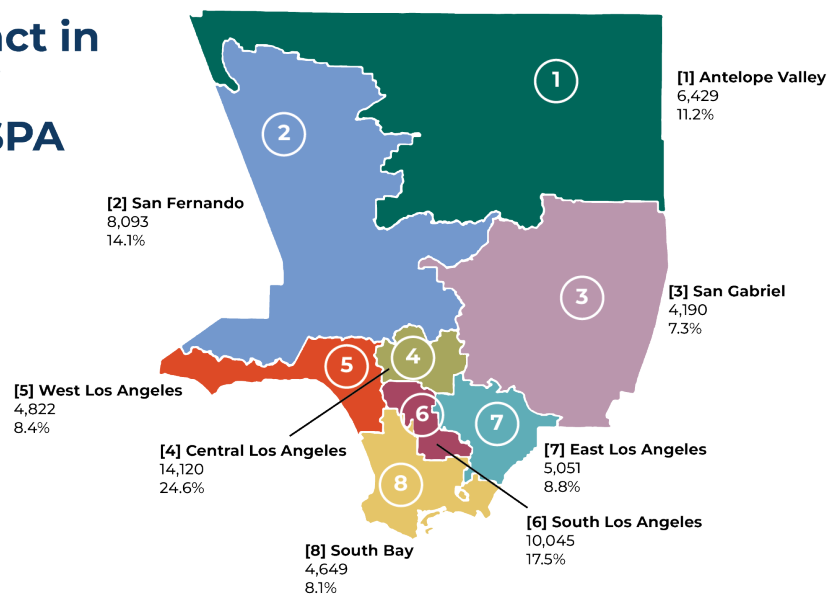 ct in
SPA
1
[1] Antelope Valley
6,429
11.2%
2
[2] San Fernando
8,093
14.1%
3
[3] San Gabriel
4,190
7.3%
5
4
[5] West Los Angeles
4,822
8.4%
6
7
[4] Central Los Angeles
14,120
24.6%
[7] East Los Angeles
5,051
8.8%
8
[6] South Los Angeles
10,045
17.5%
[8] South Bay
4,649
8.1%